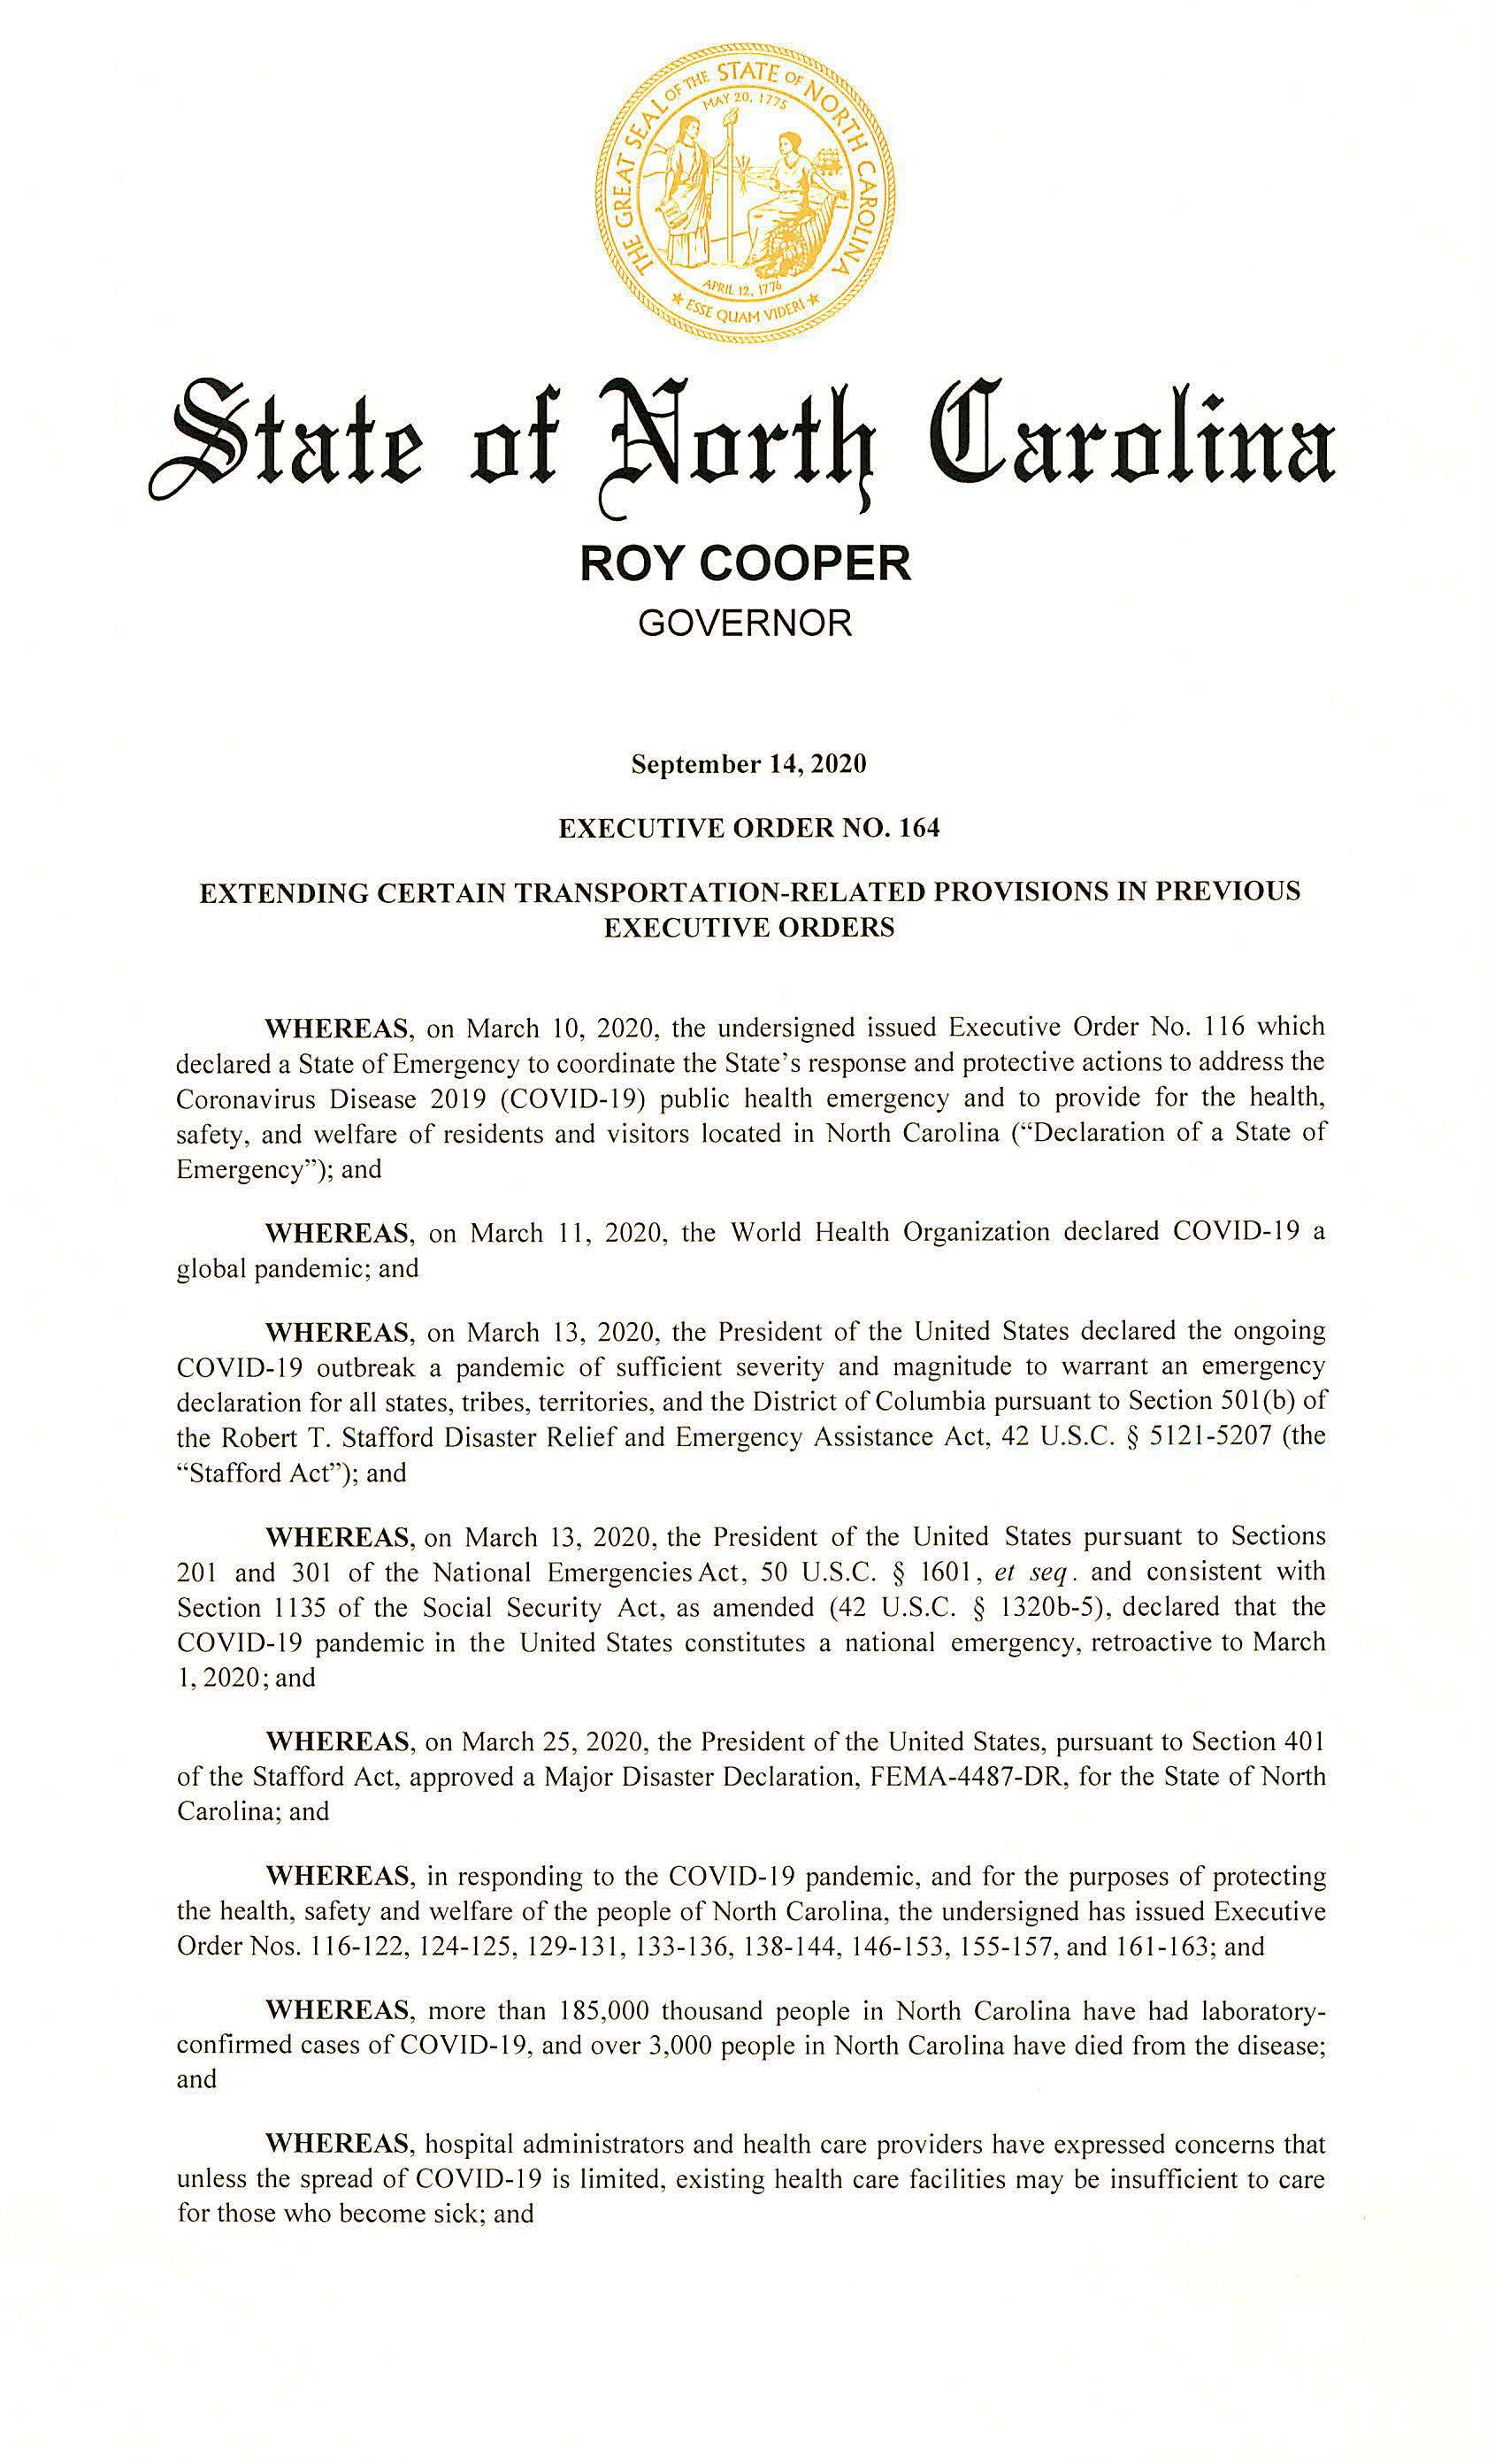 THE GREAT SEAL OF THE STATE OF NORTH CAROLINA
MAY 20, 1775
APRIL 12, 1776
★ ESSE QUAM VIDERI ★
State of North Carolina
ROY COOPER
GOVERNOR
September 14, 2020
EXECUTIVE ORDER NO. 164
EXTENDING CERTAIN TRANSPORTATION-RELATED PROVISIONS IN PREVIOUS
EXECUTIVE ORDERS
WHEREAS, on March 10, 2020, the undersigned issued Executive Order No. 116 which
declared a State of Emergency to coordinate the State's response and protective actions to address the
Coronavirus Disease 2019 (COVID-19) public health emergency and to provide for the health,
safety, and welfare of residents and visitors located in North Carolina (“Declaration of a State of
Emergency”); and
WHEREAS, on March 11, 2020, the World Health Organization declared COVID-19 a
global pandemic; and
WHEREAS, on March 13, 2020, the President of the United States declared the ongoing
COVID-19 outbreak a pandemic of sufficient severity and magnitude to warrant an emergency
declaration for all states, tribes, territories, and the District of Columbia pursuant to Section 501(b) of
the Robert T. Stafford Disaster Relief and Emergency Assistance Act, 42 U.S.C. § 5121-5207 (the
“Stafford Act”); and
WHEREAS, on March 13, 2020, the President of the United States pursuant to Sections
201 and 301 of the National Emergencies Act, 50 U.S.C. § 1601, et seq. and consistent with
Section 1135 of the Social Security Act, as amended (42 U.S.C. § 1320b-5), declared that the
COVID-19 pandemic in the United States constitutes a national emergency, retroactive to March
1, 2020; and
WHEREAS, on March 25, 2020, the President of the United States, pursuant to Section 401
of the Stafford Act, approved a Major Disaster Declaration, FEMA-4487-DR, for the State of North
Carolina; and
WHEREAS, in responding to the COVID-19 pandemic, and for the purposes of protecting
the health, safety and welfare of the people of North Carolina, the undersigned has issued Executive
Order Nos. 116-122, 124-125, 129-131, 133-136, 138-144, 146-153, 155-157, and 161-163; and
WHEREAS, more than 185,000 thousand people in North Carolina have had laboratory-
confirmed cases of COVID-19, and over 3,000 people in North Carolina have died from the disease;
and
WHEREAS, hospital administrators and health care providers have expressed concerns that
unless the spread of COVID-19 is limited, existing health care facilities may be insufficient to care
for those who become sick; and